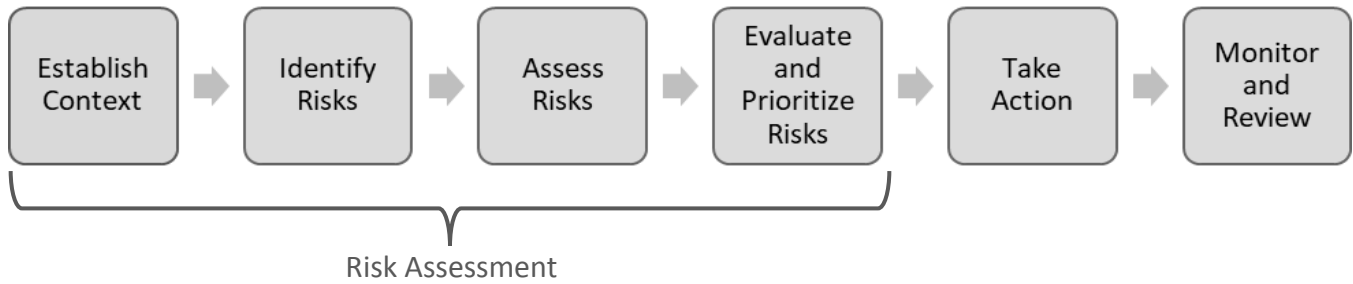 Establish
Context
Identify
Risks
Assess
Risks
Evaluate
and
Prioritize
Risks
Take
Action
Monitor
and
Review
Risk Assessment